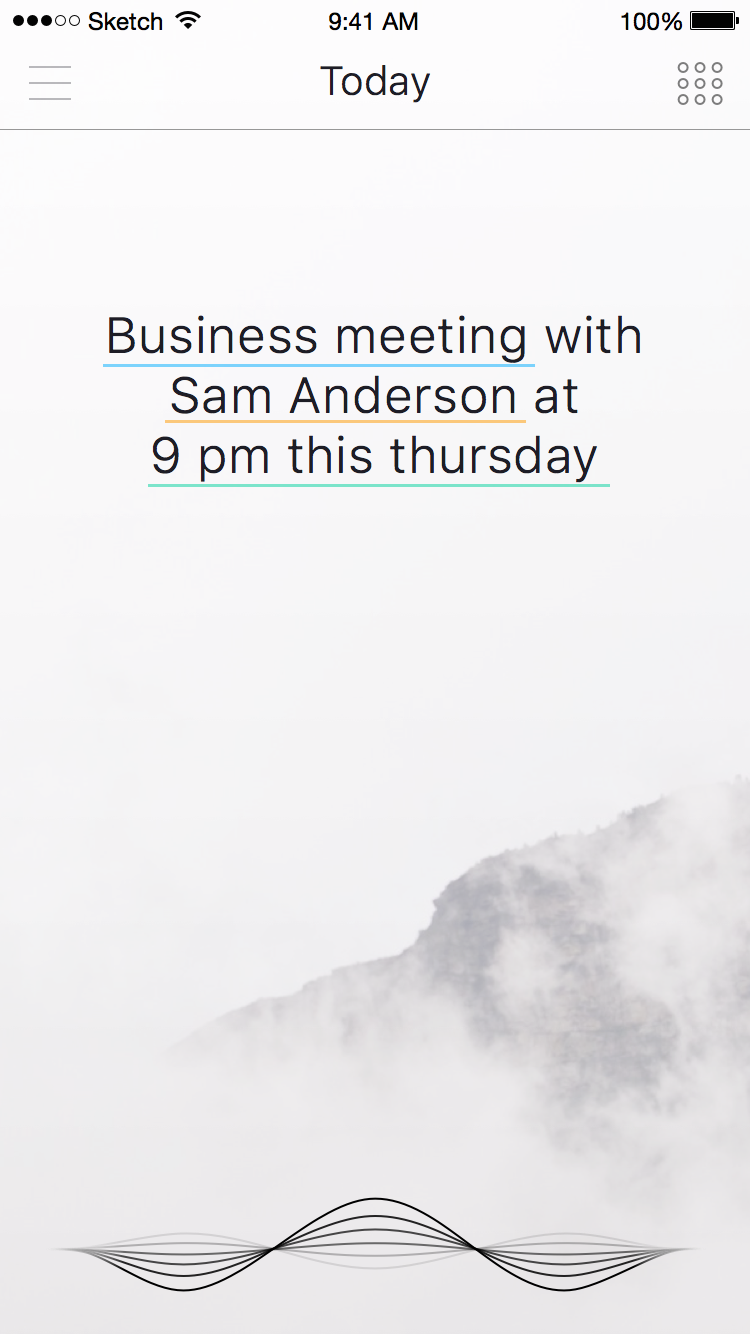 Sketch 9:41 AM 100%
Today
Business meeting with
Sam Anderson at
9 pm this thursday